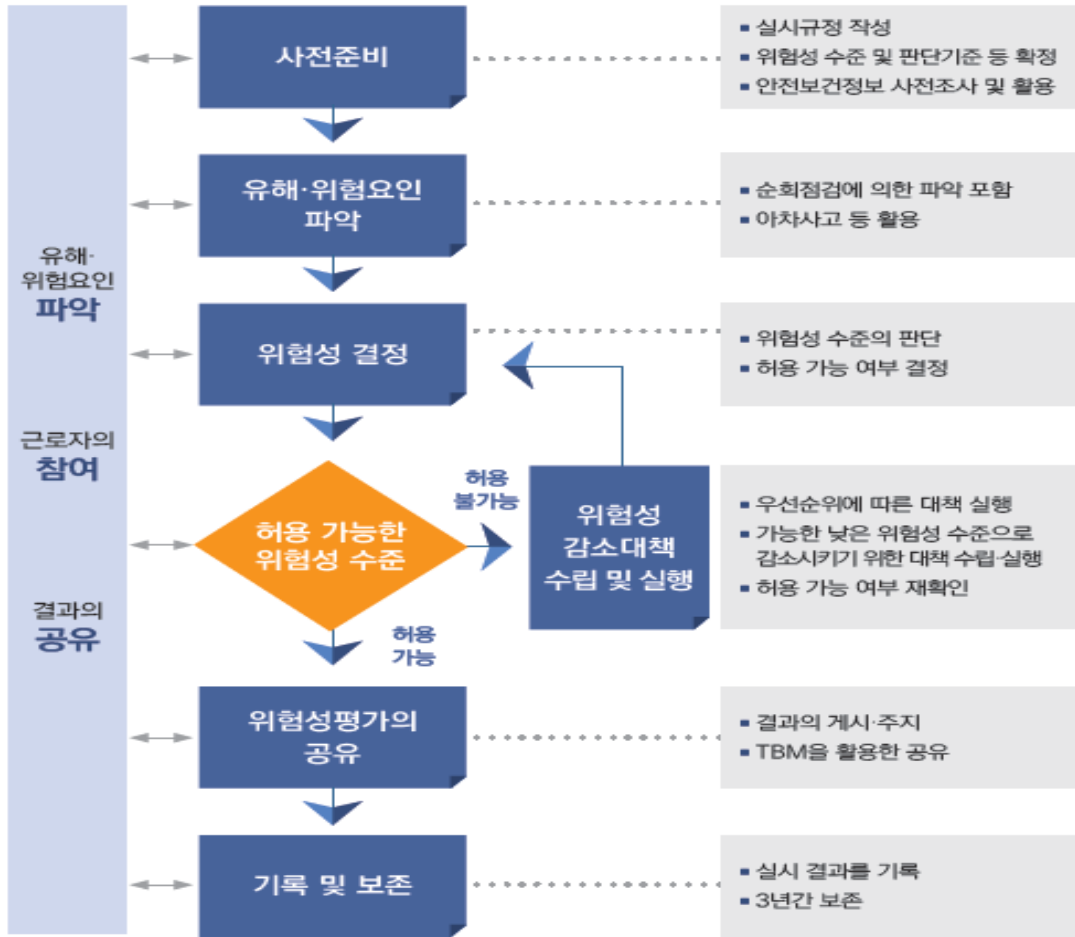 사전준비
▪ 실시규정 작성
▪ 위험성 수준 및 판단기준 등 확정
▪ 안전보건정보 사전조사 및 활용
유해·위험요인
파악
▪ 순회점검에 의한 파악 포함
▪ 아차사고 등 활용
유해·
위험요인
파악
위험성 결정
▪ 위험성 수준의 판단
▪ 허용 가능 여부 결정
근로자의
참여
허용 가능한
위험성 수준
허용
불가능
위험성
감소대책
수립 및 실행
▪ 우선순위에 따른 대책 실행
▪ 가능한 낮은 위험성 수준으로
감소시키기 위한 대책 수립·실행
▪ 허용 가능 여부 재확인
결과의
공유
허용
가능
위험성평가의
공유
▪ 결과의 게시·주지
▪ TBM을 활용한 공유
기록 및 보존
▪ 실시 결과를 기록
▪ 3년간 보존